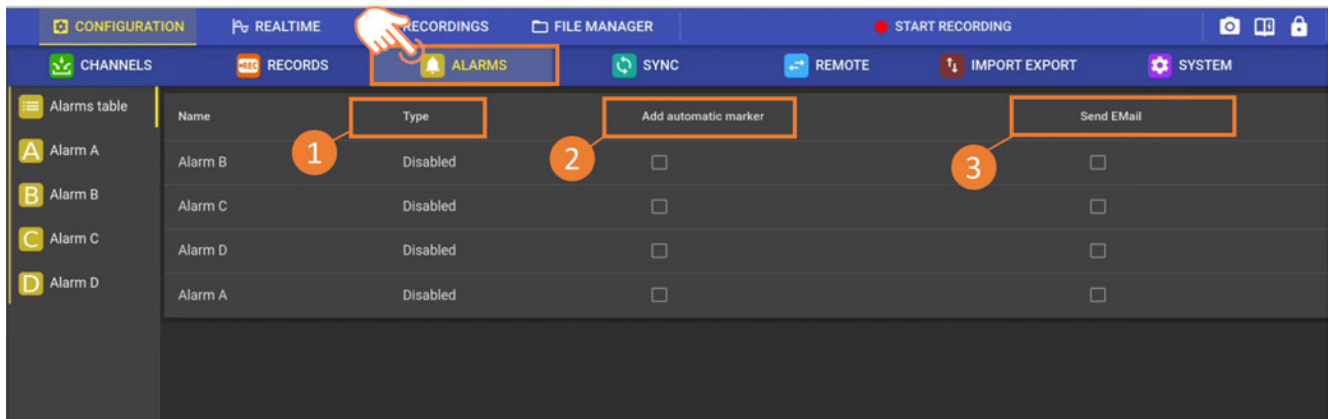 CONFIGURATION REALTIME RECORDINGS FILE MANAGER START RECORDING
CHANNELS REC RECORDS ALARMS SYNC REMOTE IMPORT EXPORT SYSTEM
Alarms table
A Alarm A
B Alarm B
C Alarm C
D Alarm D
Name Type Add automatic marker Send EMail
1 2 3
Alarm B Disabled
Alarm C Disabled
Alarm D Disabled
Alarm A Disabled